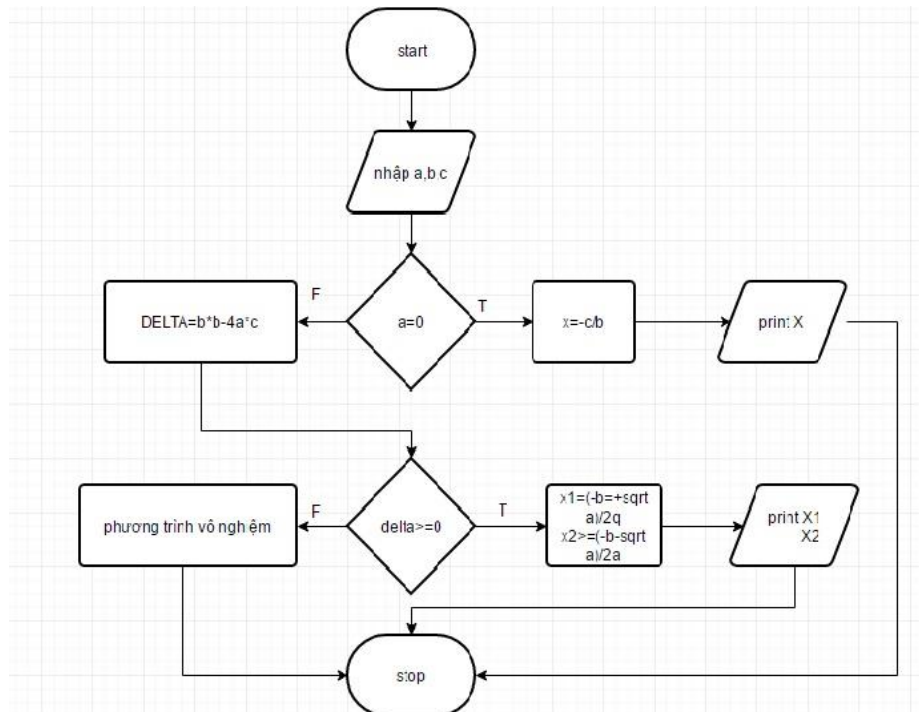 start
nhập a,b c
F
T
DELTA=b*b-4a*c
a=0
x=-c/b
print X
F
T
phương trình vô nghệm
delta>=0
x1=(-b=+sqrt
a)/2q
x2>=(-b-sqrt
a)/2a
print X1
X2
stop